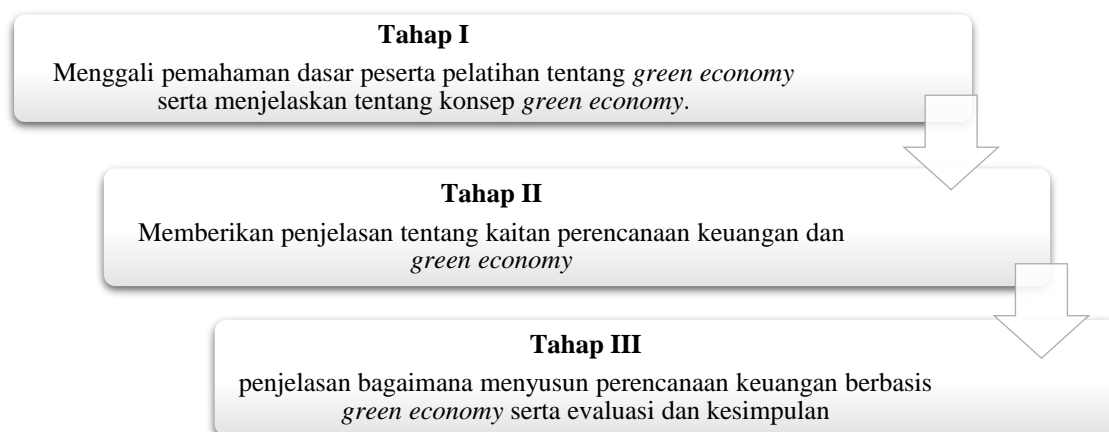 Tahap I
Menggali pemahaman dasar peserta pelatihan tentang green economy
serta menjelaskan tentang konsep green economy.
Tahap II
Memberikan penjelasan tentang kaitan perencanaan keuangan dan
green economy
Tahap III
penjelasan bagaimana menyusun perencanaan keuangan berbasis
green economy serta evaluasi dan kesimpulan